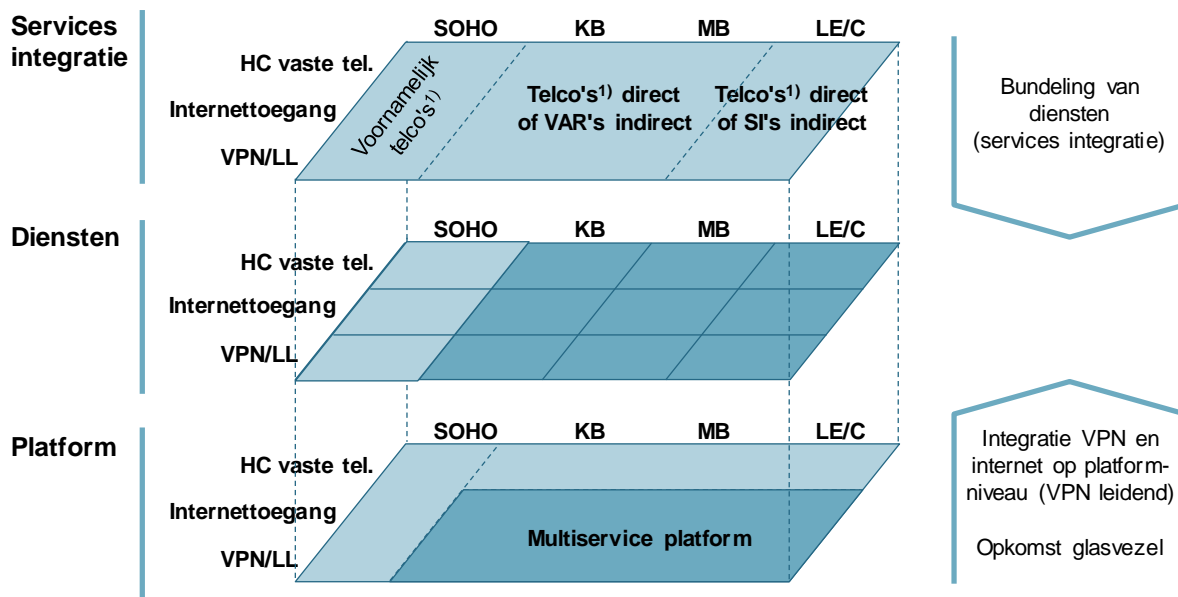 Services
integratie
SOHO KB MB LE/C
HC vaste tel.
Internettoegang
VPN/LL
Voornamelijk
telco's1)
Telco's1) direct
of VAR's indirect
Telco's1) direct
of SI's indirect
Bundeling van
diensten
(services integratie)
Diensten
SOHO KB MB LE/C
HC vaste tel.
Internettoegang
VPN/LL
Platform
SOHO KB MB LE/C
HC vaste tel.
Internettoegang
VPN/LL
Multiservice platform
Integratie VPN en
internet op platform-
niveau (VPN leidend)
Opkomst glasvezel